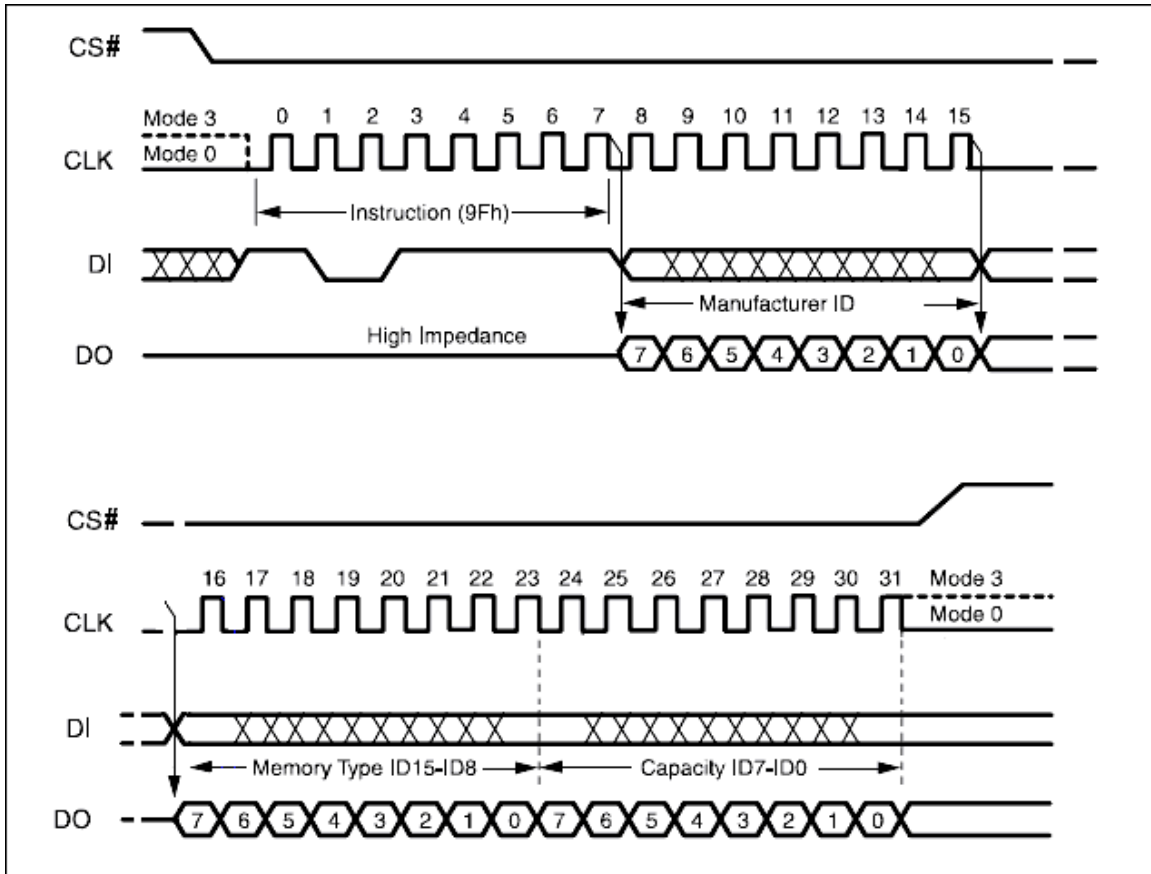 CS#
0 1 2 3 4 5 6 7 8 9 10 11 12 13 14 15
Mode 3
Mode 0
CLK
Instruction (9Fh)
DI
Manufacturer ID
High Impedance
DO
7 6 5 4 3 2 1 0
CS#
16 17 18 19 20 21 22 23 24 25 26 27 28 29 30 31
Mode 3
Mode 0
CLK
DI
Memory Type ID15-ID8
Capacity ID7-ID0
DO
7 6 5 4 3 2 1 0 7 6 5 4 3 2 1 0